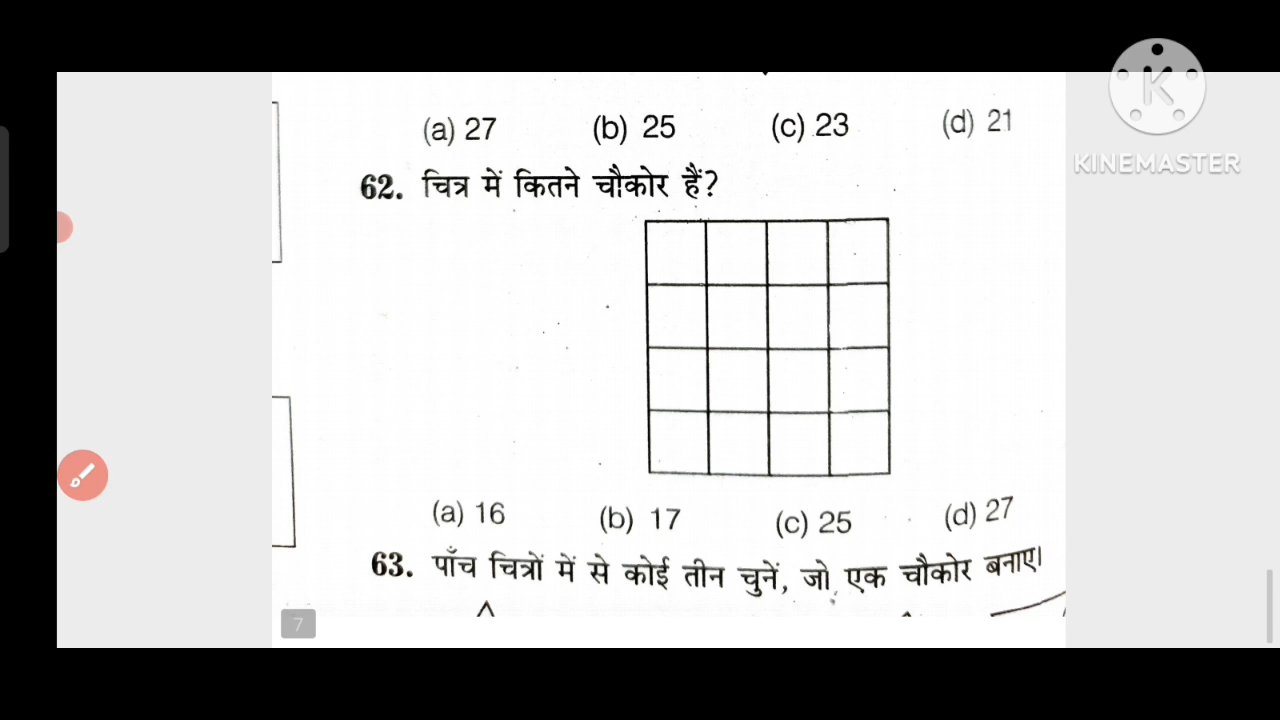 (a) 27 (b) 25 (c) 23 (d) 21
KINEMASTER
62. चित्र में कितने चौकोर हैं?
(a) 16 (b) 17 (c) 25 (d) 27
63. पाँच चित्रों में से कोई तीन चुनें, जो एक चौकोर बनाए।
7